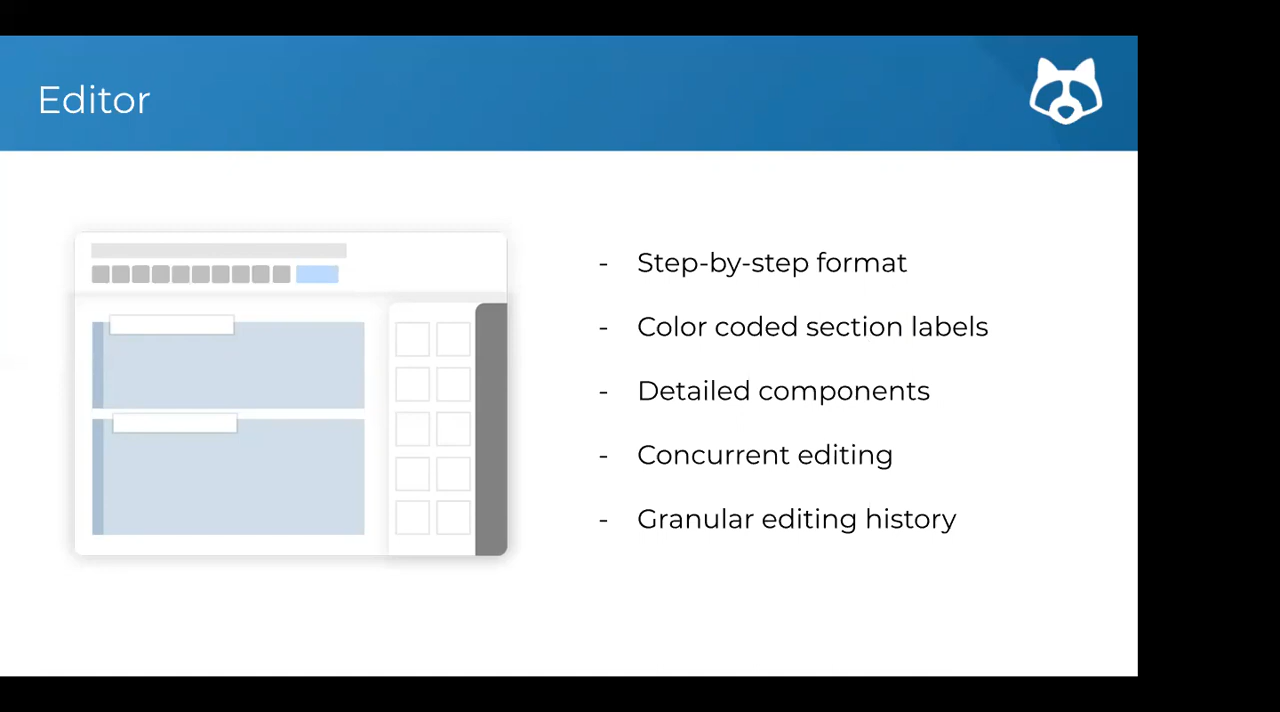 Editor
- Step-by-step format
- Color coded section labels
- Detailed components
- Concurrent editing
- Granular editing history